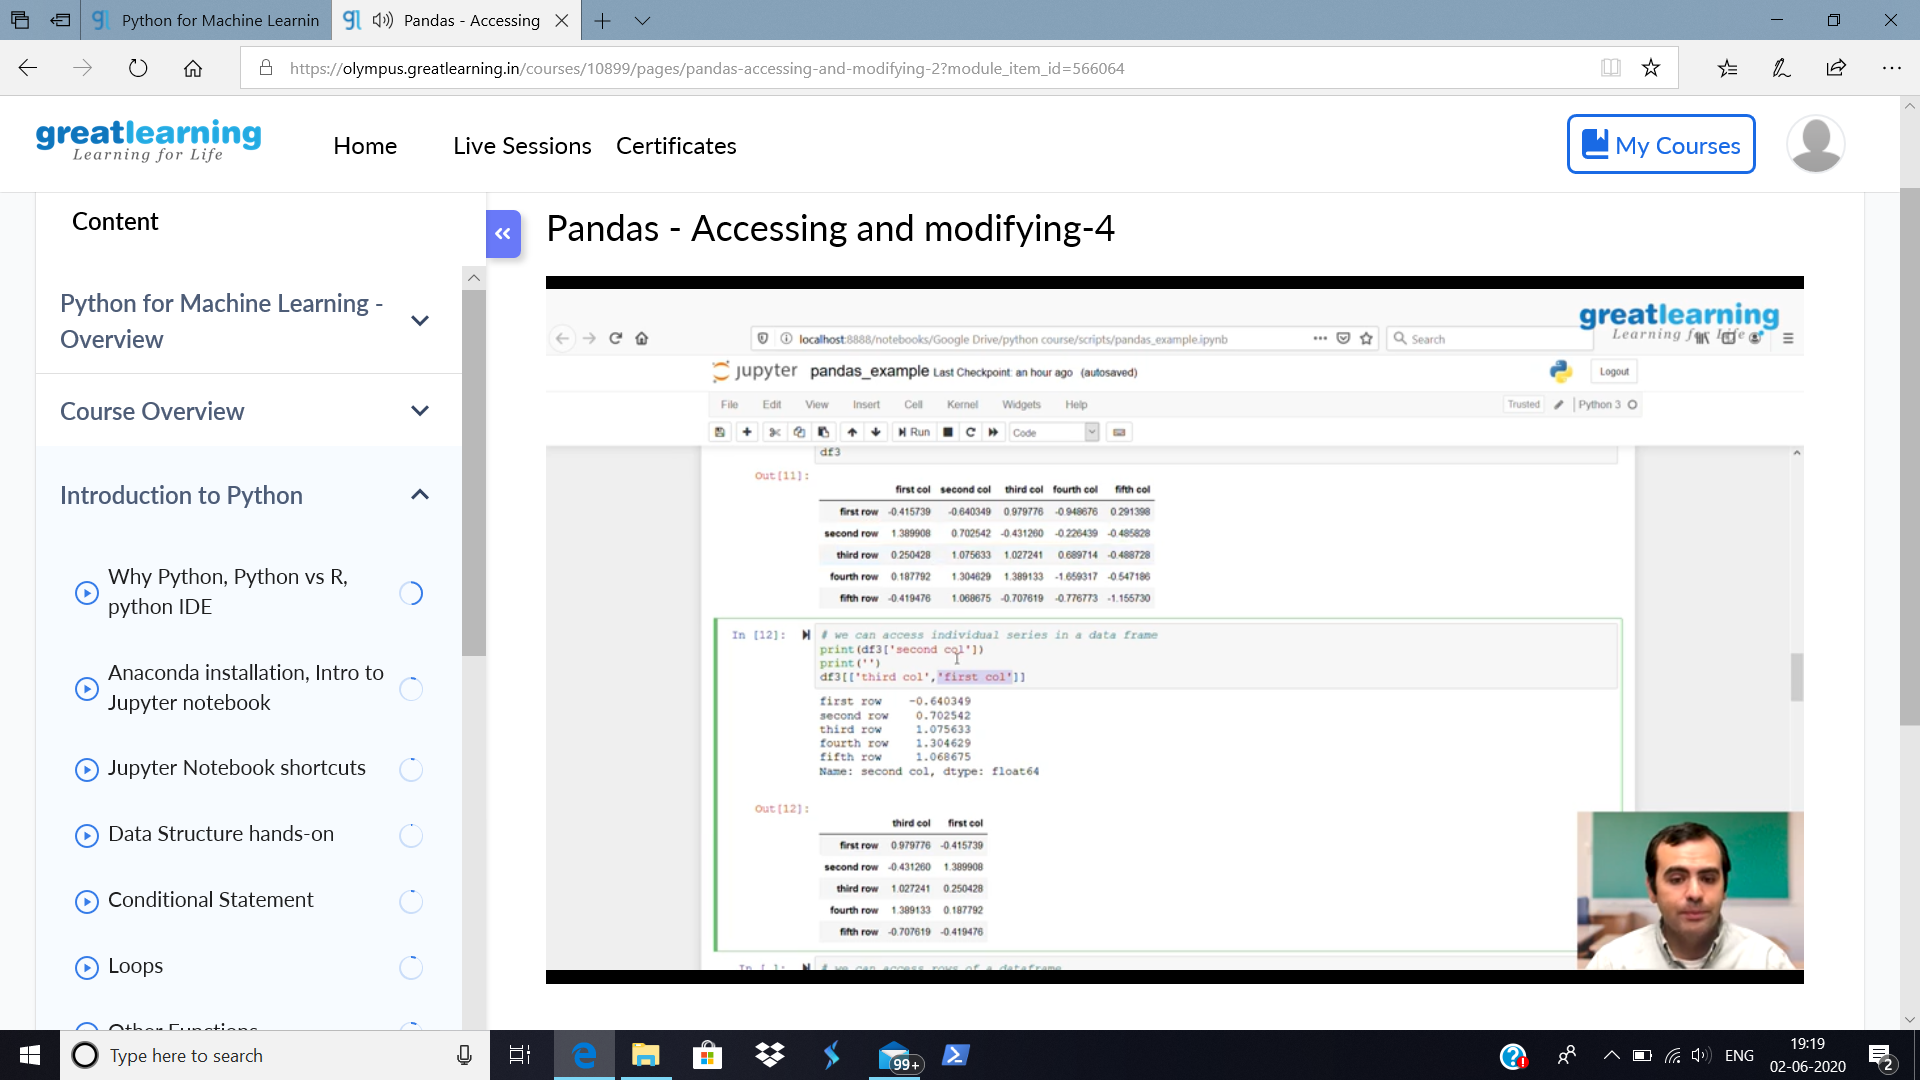 Python for Machine Learnin
Pandas - Accessing
https://olympus.greatlearning.in/courses/10899/pages/pandas-accessing-and-modifying-2?module_item_id=566064
greatlearning
Learning for Life
Home
Live Sessions
Certificates
My Courses
Content
Python for Machine Learning -
Overview
Course Overview
Introduction to Python
Why Python, Python vs R,
python IDE
Anaconda installation, Intro to
Jupyter notebook
Jupyter Notebook shortcuts
Data Structure hands-on
Conditional Statement
Loops
Other Functions
Pandas - Accessing and modifying-4
greatlearning
Learning for Life
localhost:8888/notebooks/Google Drive/python course/scripts/pandas_example.ipynb
Search
jupyter pandas_example Last Checkpoint: an hour ago (autosaved)
Logout
File Edit View Insert Cell Kernel Widgets Help
Trusted
Python 3
Run
Code
df3
Out[11]:
first col second col third col fourth col fifth col
first row -0.415739 -0.640349 0.979776 -0.948676 0.291398
second row 1.389908 0.702542 -0.431260 -0.226439 -0.485828
third row 0.250428 1.075633 1.027241 0.689714 -0.488728
fourth row 0.187792 1.304629 1.389133 -1.659317 -0.547186
fifth row -0.419476 1.068675 -0.707619 -0.776773 -1.155730
In [12]:
# we can access individual series in a data frame
print(df3['second col'])
print('')
df3[['third col','first col']]
first row -0.640349
second row 0.702542
third row 1.075633
fourth row 1.304629
fifth row 1.068675
Name: second col, dtype: float64
Out[12]:
third col first col
first row 0.979776 -0.415739
second row -0.431260 1.389908
third row 1.027241 0.250428
fourth row 1.389133 0.187792
fifth row -0.707619 -0.419476
In [ ]: # we can access rows of a dataframe
Type here to search
99+
ENG
19:19
02-06-2020
2